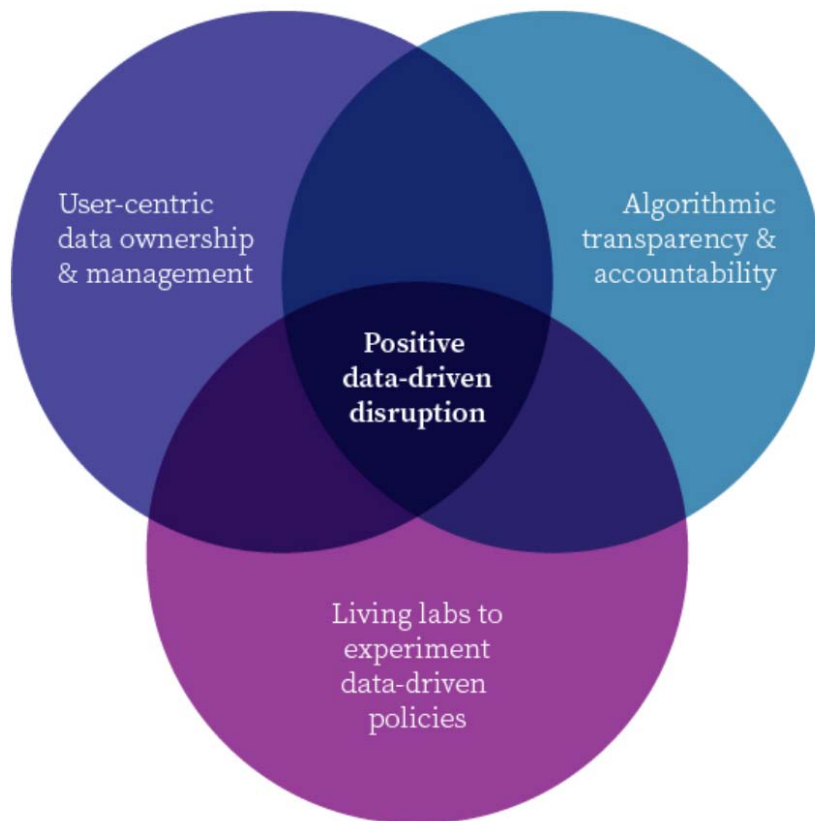 User-centric
data ownership
& management
Algorithmic
transparency &
accountability
Positive
data-driven
disruption
Living labs to
experiment
data-driven
policies